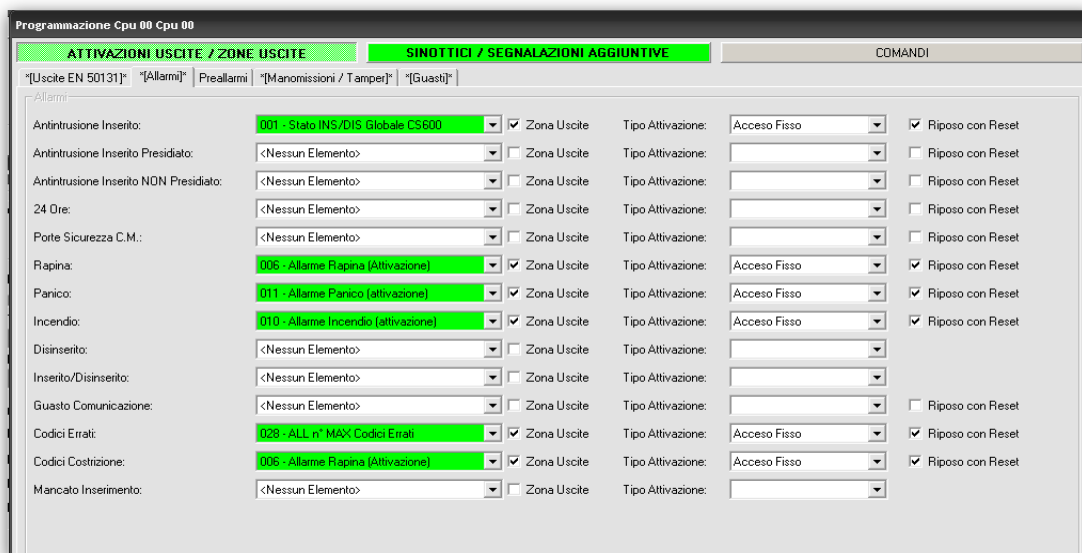 Programmazione Cpu 00 Cpu 00
ATTIVAZIONI USCITE / ZONE USCITE SINOTTICI / SEGNALAZIONI AGGIUNTIVE COMANDI
*[Uscite EN 50131]* *[Allarmi]* Preallarmi *[Manomissioni / Tamper]* *[Guasti]*
Allarmi
Antintrusione Inserito: 001 - Stato INS/DIS Globale CS600 Zona Uscite Tipo Attivazione: Acceso Fisso Riposo con Reset
Antintrusione Inserito Presidiato: <Nessun Elemento> Zona Uscite Tipo Attivazione: Riposo con Reset
Antintrusione Inserito NON Presidiato: <Nessun Elemento> Zona Uscite Tipo Attivazione: Riposo con Reset
24 Ore: <Nessun Elemento> Zona Uscite Tipo Attivazione: Riposo con Reset
Porte Sicurezza C.M.: <Nessun Elemento> Zona Uscite Tipo Attivazione: Riposo con Reset
Rapina: 006 - Allarme Rapina (Attivazione) Zona Uscite Tipo Attivazione: Acceso Fisso Riposo con Reset
Panico: 011 - Allarme Panico (attivazione) Zona Uscite Tipo Attivazione: Acceso Fisso Riposo con Reset
Incendio: 010 - Allarme Incendio (attivazione) Zona Uscite Tipo Attivazione: Acceso Fisso Riposo con Reset
Disinserito: <Nessun Elemento> Zona Uscite Tipo Attivazione:
Inserito/Disinserito: <Nessun Elemento> Zona Uscite Tipo Attivazione:
Guasto Comunicazione: <Nessun Elemento> Zona Uscite Tipo Attivazione: Riposo con Reset
Codici Errati: 028 - ALL n° MAX Codici Errati Zona Uscite Tipo Attivazione: Acceso Fisso Riposo con Reset
Codici Costrizione: 006 - Allarme Rapina (Attivazione) Zona Uscite Tipo Attivazione: Acceso Fisso Riposo con Reset
Mancato Inserimento: <Nessun Elemento> Zona Uscite Tipo Attivazione: